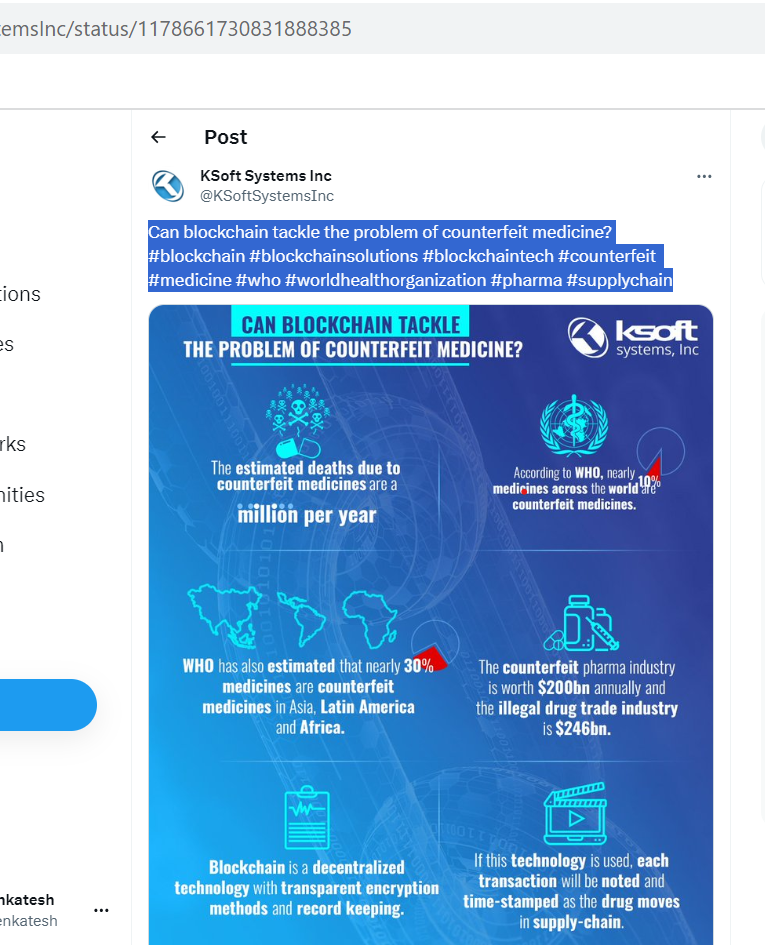 emsInc/status/1178661730831888385
Post
KSoft Systems Inc
@KSoftSystemsInc
Can blockchain tackle the problem of counterfeit medicine?
#blockchain #blockchainsolutions #blockchaintech #counterfeit
#medicine #who #worldhealthorganization #pharma #supplychain
CAN BLOCKCHAIN TACKLE
THE PROBLEM OF COUNTERFEIT MEDICINE?
ksoft
systems, Inc
The estimated deaths due to
counterfeit medicines are a
million per year
According to WHO, nearly 10%
medicines across the world are
counterfeit medicines.
WHO has also estimated that nearly 30%
medicines are counterfeit
medicines in Asia, Latin America
and Africa.
The counterfeit pharma industry
is worth $200bn annually and
the illegal drug trade industry
is $246bn.
Blockchain is a decentralized
technology with transparent encryption
methods and record keeping.
If this technology is used, each
transaction will be noted and
time-stamped as the drug moves
in supply-chain.
tions
es
rks
nities
n
nkatesh
enkatesh